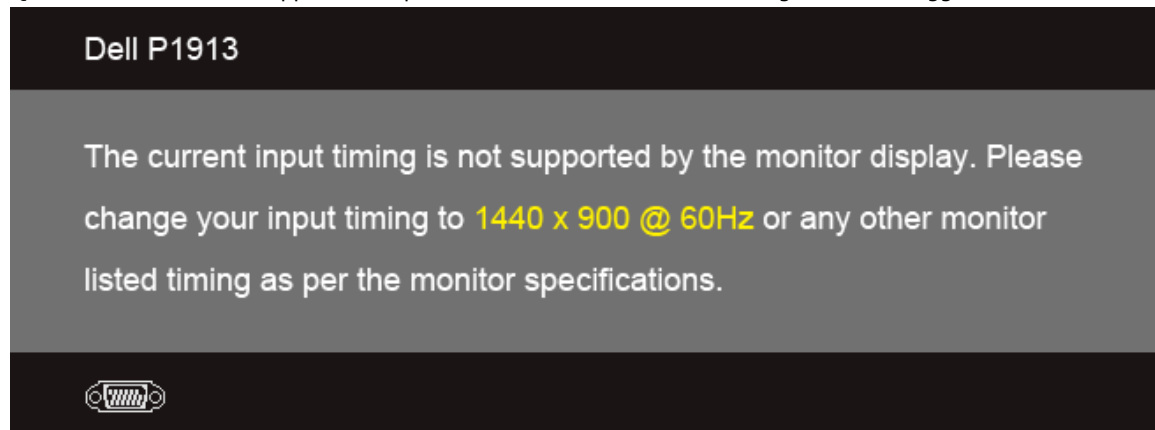 Dell P1913
The current input timing is not supported by the monitor display. Please
change your input timing to 1440 x 900 @ 60Hz or any other monitor
listed timing as per the monitor specifications.